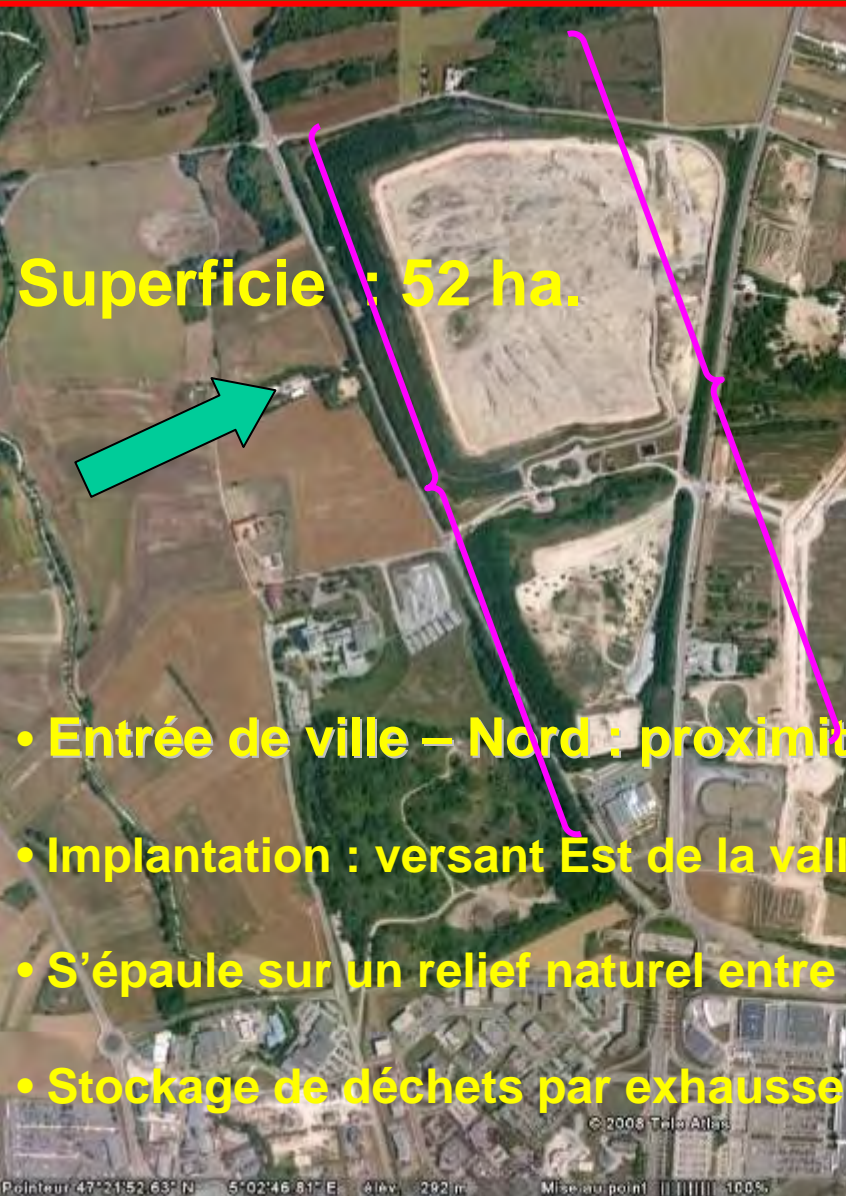 Superficie : 52 ha.
• Entrée de ville – Nord : proximit
• Implantation : versant Est de la vall
• S’épaule sur un relief naturel entre
• Stockage de déchets par exhausse
© 2008 Tele Atlas
Pointeur 47°21'52.63" N 5°02'46.81" E élév. 292 m Mise au point |||||||||| 100%